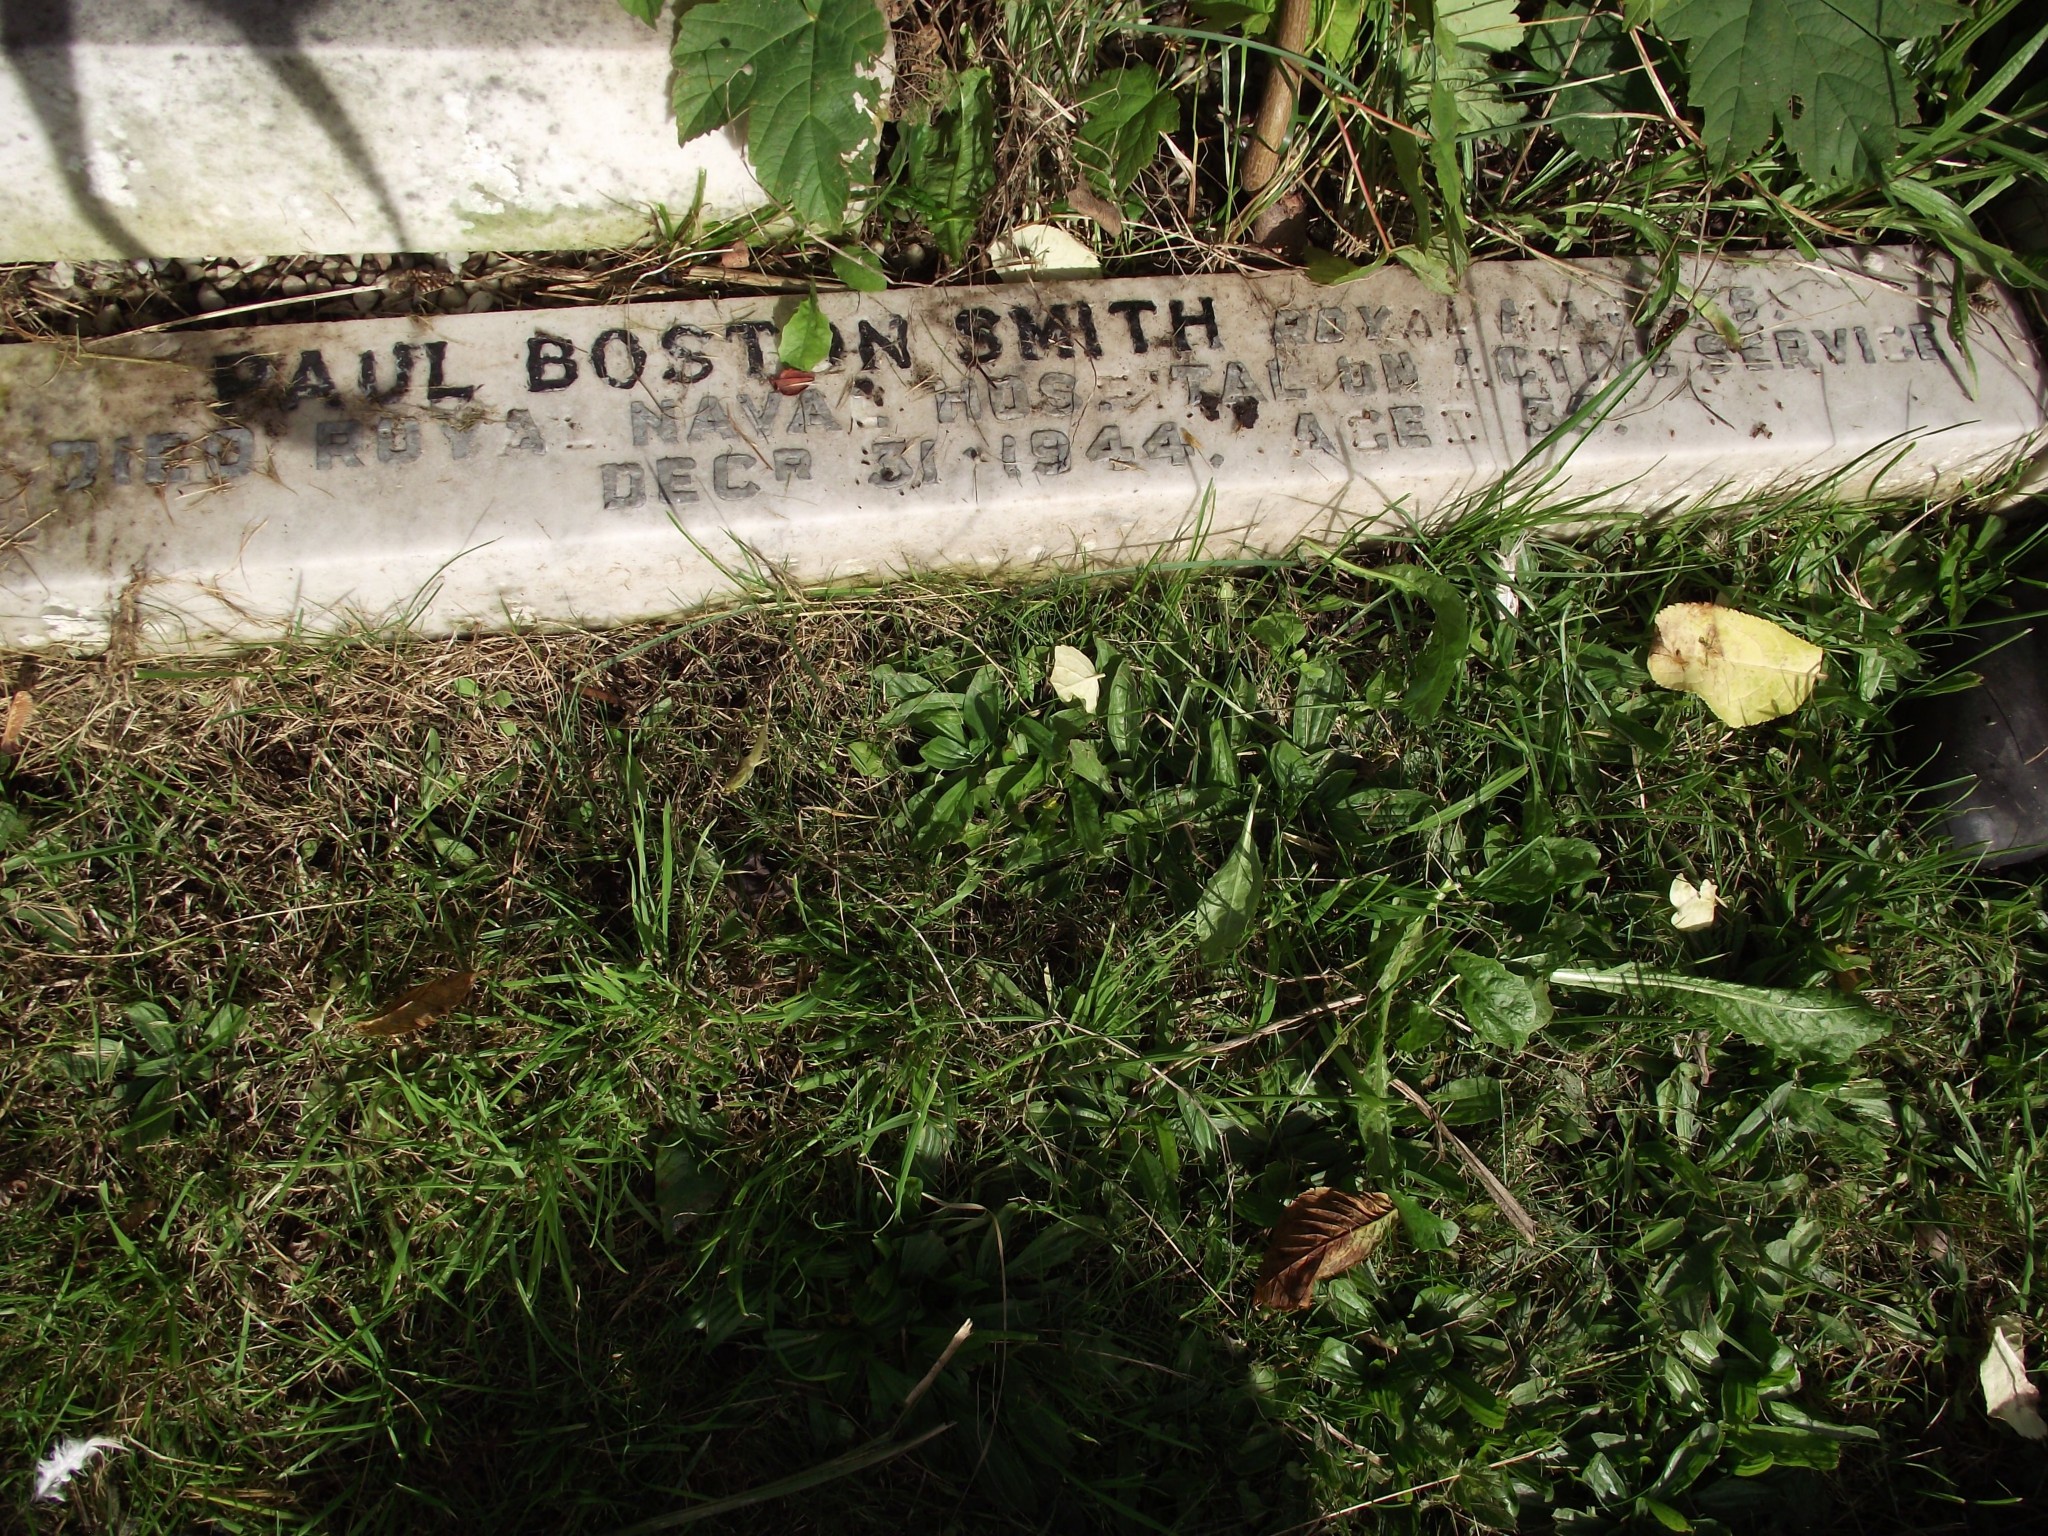 PAUL BOSTON SMITH ROYAL MARINES.
DIED ROYAL NAVAL HOSPITAL ON ACTIVE SERVICE
DECR 31. 1944. AGED